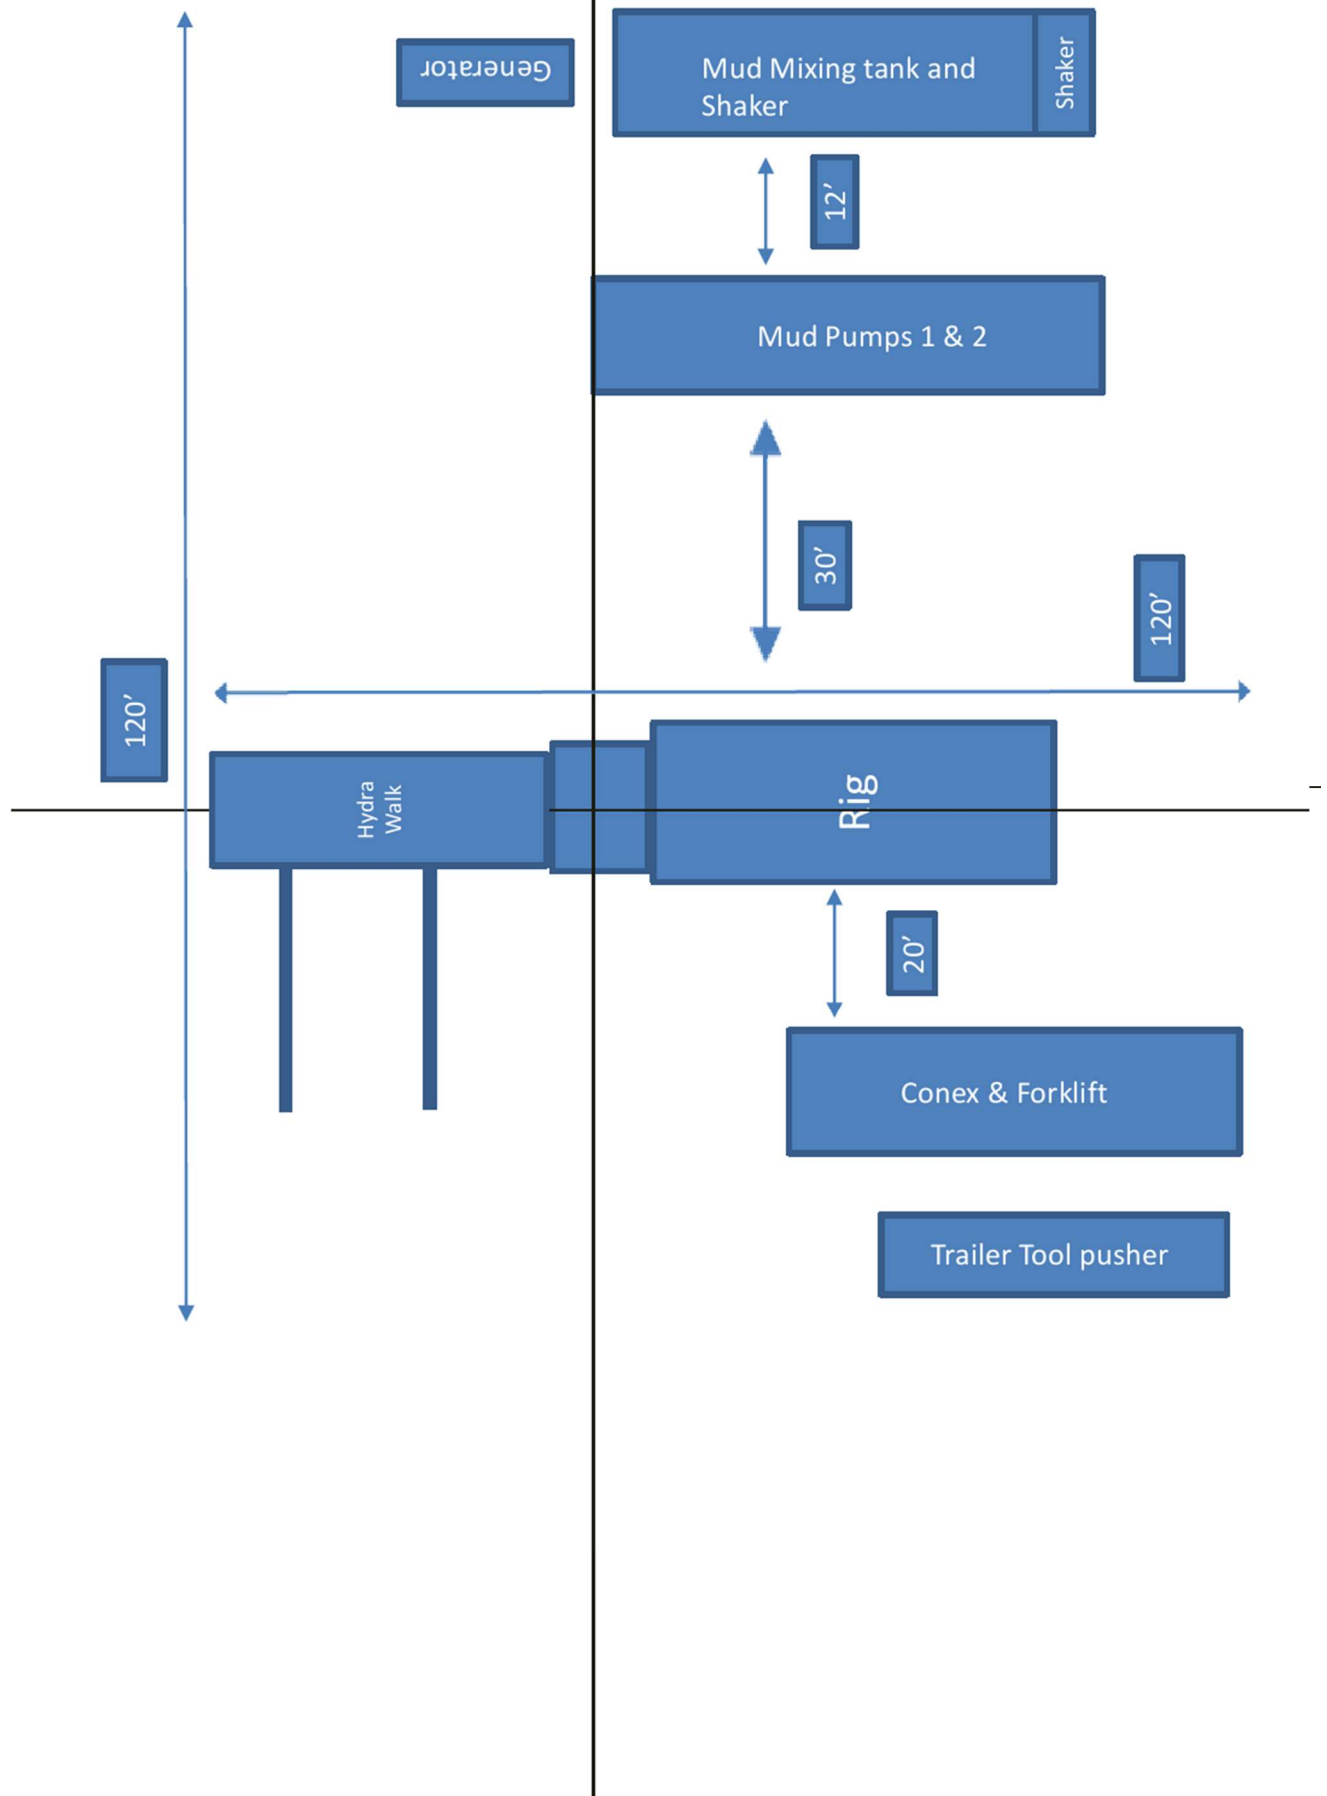 Generator
Mud Mixing tank and
Shaker
Shaker
12’
Mud Pumps 1 & 2
30’
120’
120’
Hydra
Walk
Rig
20’
Conex & Forklift
Trailer Tool pusher